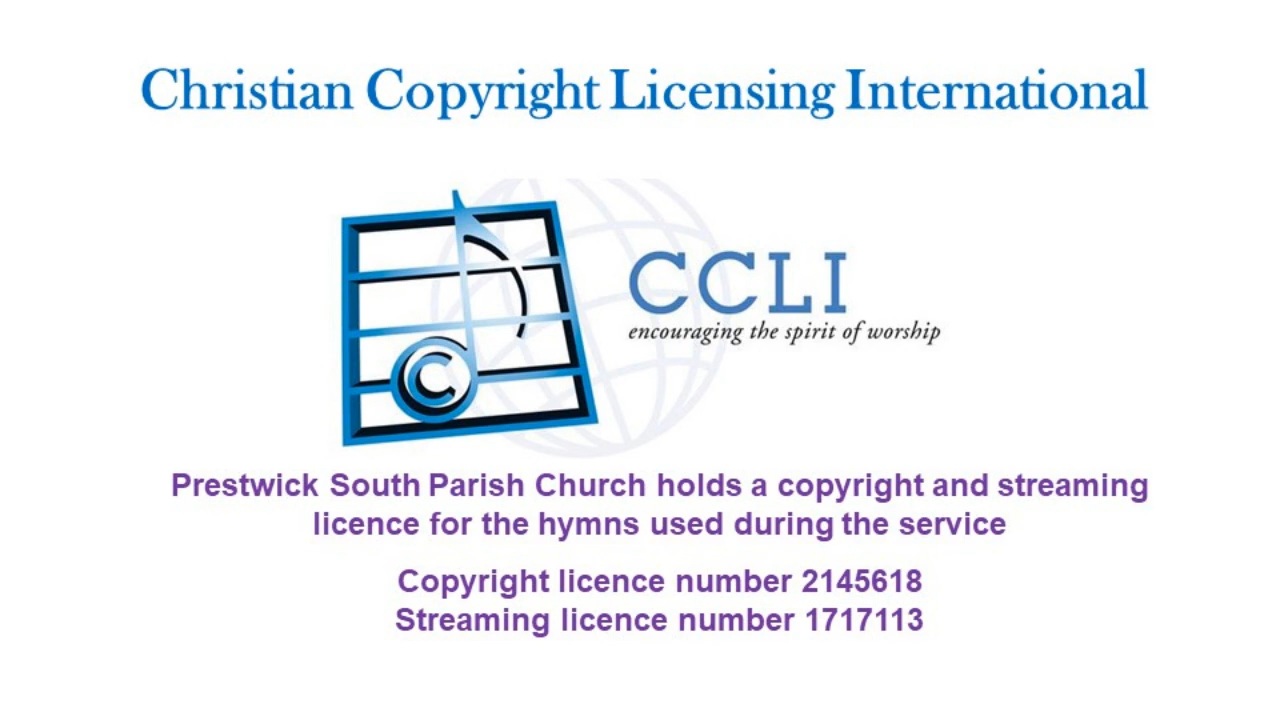 Christian Copyright Licensing International
CCLI
encouraging the spirit of worship
C
Prestwick South Parish Church holds a copyright and streaming
licence for the hymns used during the service
Copyright licence number 2145618
Streaming licence number 1717113